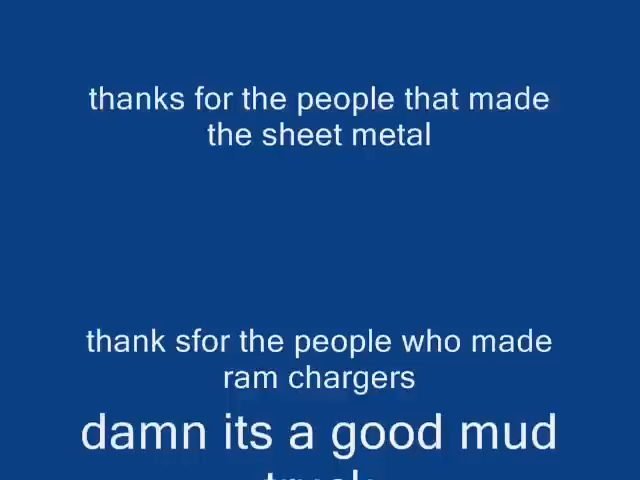 thanks for the people that made
the sheet metal
thank sfor the people who made
ram chargers
damn its a good mud
truck